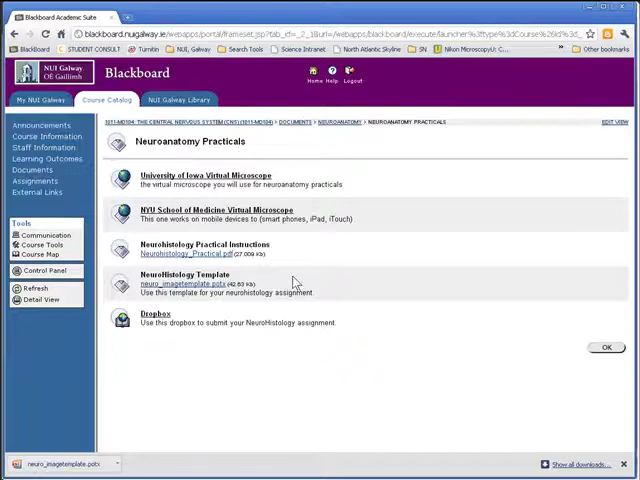 Blackboard Academic Suite
blackboard.nuigalway.ie/webapps/portal/frameset.jsp?tab_id=_2_1&url=/webapps/blackboard/execute/launcher%3ftype%3dCourse%26id%3d_
BlackBoard STUDENT CONSULT Taxation NUI, Galway Search Tools Science Intranet North Atlantic Skyline St Nikon MicroscopyU: C Other bookmarks
NUI Galway
OÉ Gaillimh
Blackboard
Home Help Logout
My NUI Galway Course Catalog NUI Galway Library
1011-MD104: THE CENTRAL NERVOUS SYSTEM (CNS) (1011-MD104) > DOCUMENTS > NEUROANATOMY > NEUROANATOMY PRACTICALS EDIT VIEW
Announcements
Course Information
Staff Information
Learning Outcomes
Documents
Assignments
External Links
Tools
Communication
Course Tools
Course Map
Control Panel
Refresh
Detail View
Neuroanatomy Practicals
University of Iowa Virtual Microscope
the virtual microscope you will use for neuroanatomy practicals
NYU School of Medicine Virtual Microscope
This one works on mobile devices to (smart phones, iPad, iTouch)
Neurohistology Practical Instructions
Neurohistology_Practical.pdf (27.009 Kb)
NeuroHistology Template
neuro_imagetemplate.potx (42.63 Kb)
Use this template for your neurohistology assignment.
Dropbox
Use this dropbox to submit your NeuroHistology assignment.
OK
neuro_imagetemplate.potx
Show all downloads...